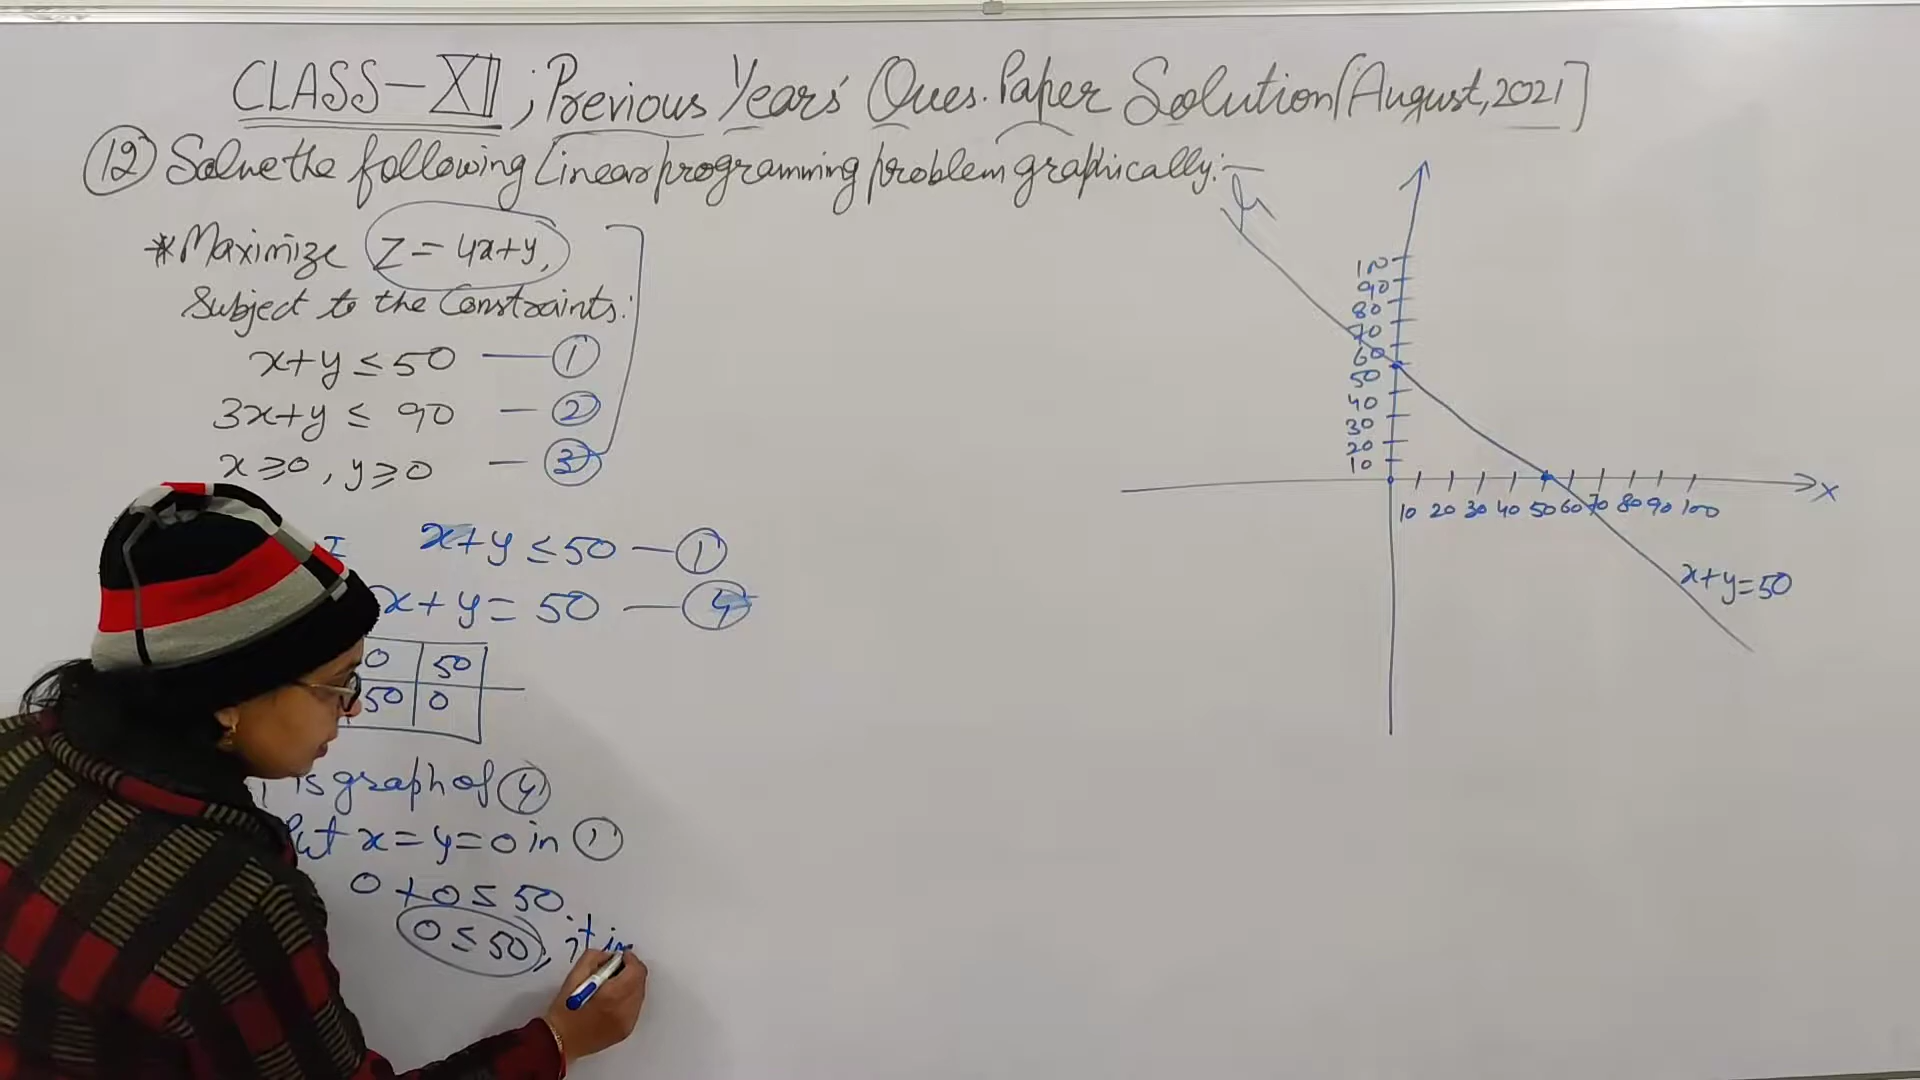 CLASS-XII; Previous Years' Ques. Paper Solution [August, 2021]
(12) Solve the following Linear programming problem graphically:-
*Maximize Z = 4x+y,
Subject to the Constraints:
x+y ≤ 50 — (1)
3x+y ≤ 90 — (2)
x ≥ 0, y ≥ 0 — (3)
I x+y ≤ 50 — (1)
x+y = 50 — (4)
0 50
50 0
is graph of (4)
Put x = y = 0 in (1)
0 + 0 ≤ 50.
0 ≤ 50, it in
90
80
70
60
50
40
30
20
10
x
10 20 30 40 50 60 70 80 90 100
x+y=50